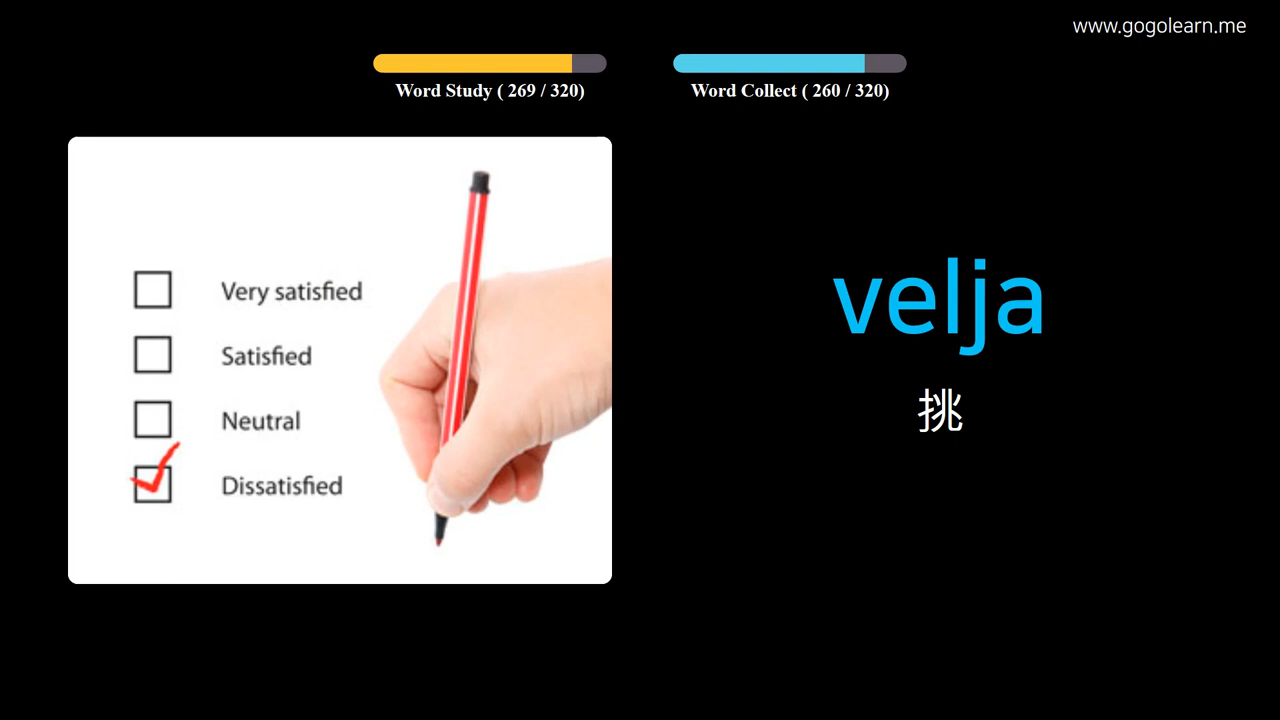 www.gogolearn.me
Word Study ( 269 / 320)
Word Collect ( 260 / 320)
Very satisfied
Satisfied
Neutral
Dissatisfied
velja
挑